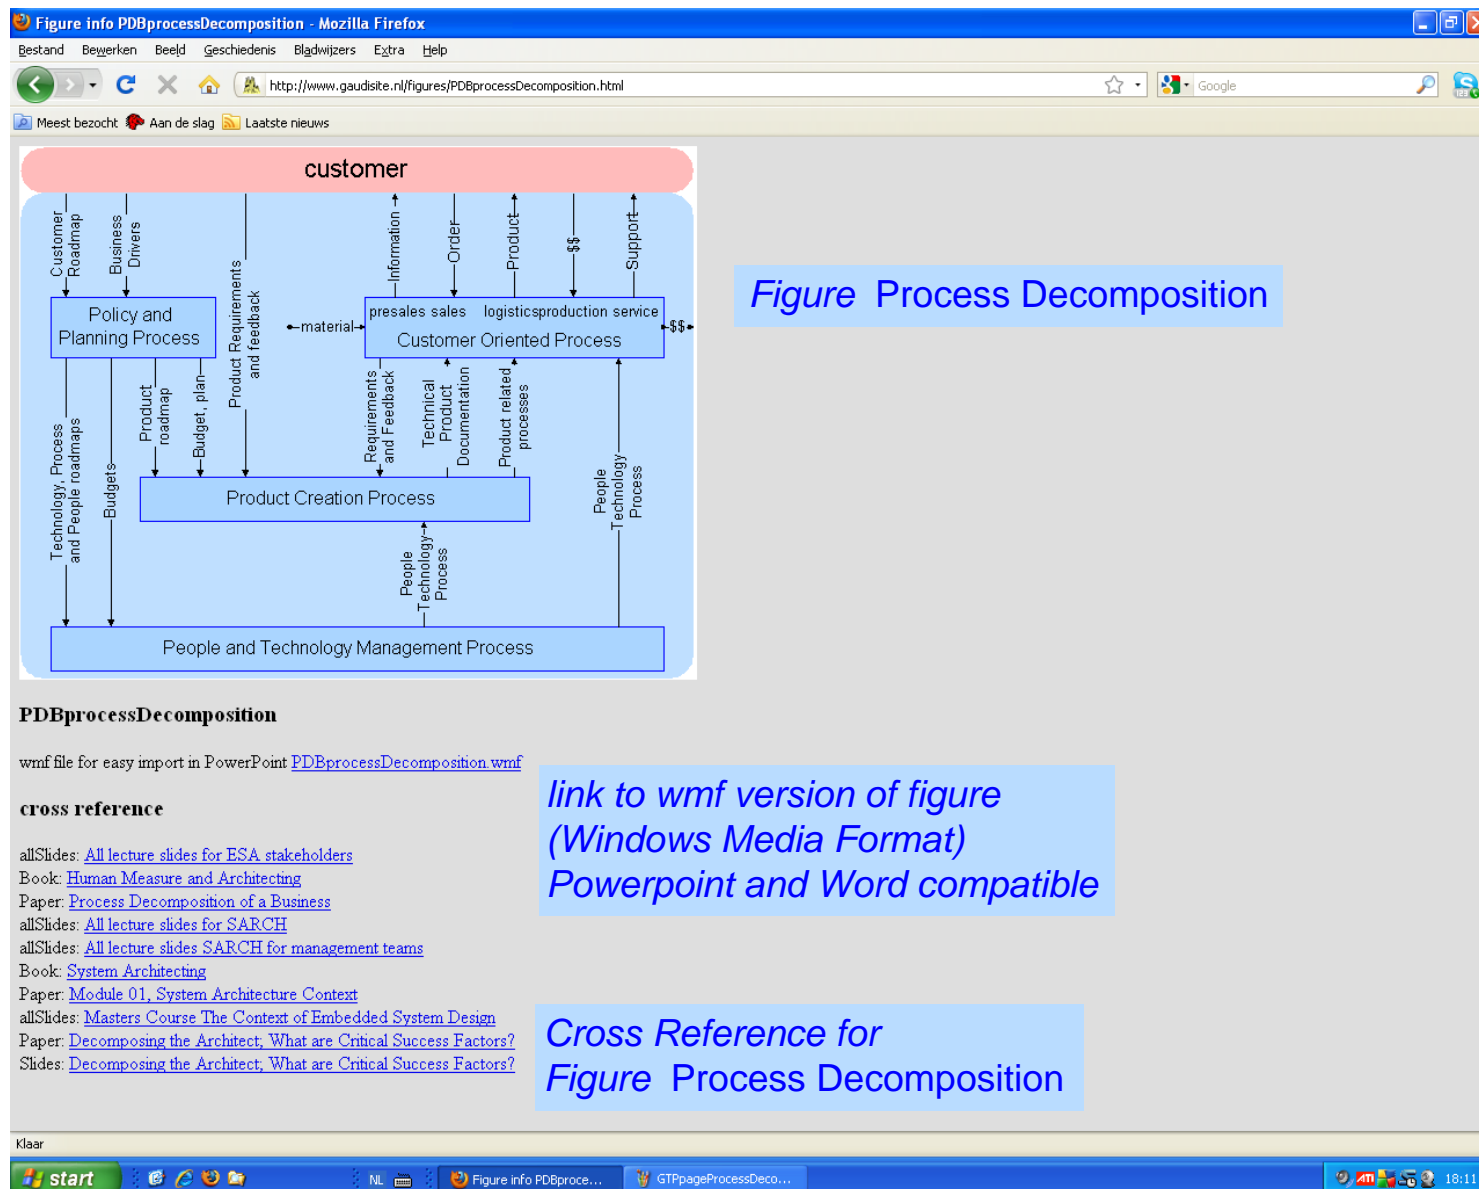 Figure info PDBprocessDecomposition - Mozilla Firefox
Bestand Bewerken Beeld Geschiedenis Bladwijzers Extra Help
http://www.gaudisite.nl/figures/PDBprocessDecomposition.html
Google
Meest bezocht Aan de slag Laatste nieuws
customer
Customer
Roadmap
Business
Drivers
Product Requirements
and feedback
Information
Order
Product
$$
Support
Policy and
Planning Process
material
presales sales logistics production service
Customer Oriented Process
$$
Technology, Process
and People roadmaps
Budgets
Product
roadmap
Budget, plan
Requirements
and Feedback
Technical
Product
Documentation
Product related
processes
People
Technology
Process
Product Creation Process
People
Technology
Process
People and Technology Management Process
Figure Process Decomposition
PDBprocessDecomposition
wmf file for easy import in PowerPoint PDBprocessDecomposition.wmf
link to wmf version of figure
(Windows Media Format)
Powerpoint and Word compatible
cross reference
allSlides: All lecture slides for ESA stakeholders
Book: Human Measure and Architecting
Paper: Process Decomposition of a Business
allSlides: All lecture slides for SARCH
allSlides: All lecture slides SARCH for management teams
Book: System Architecting
Paper: Module 01, System Architecture Context
allSlides: Masters Course The Context of Embedded System Design
Paper: Decomposing the Architect; What are Critical Success Factors?
Slides: Decomposing the Architect; What are Critical Success Factors?
Cross Reference for
Figure Process Decomposition
Klaar
start
NL
Figure info PDBproce...
GTPpageProcessDeco...
ATI
18:11